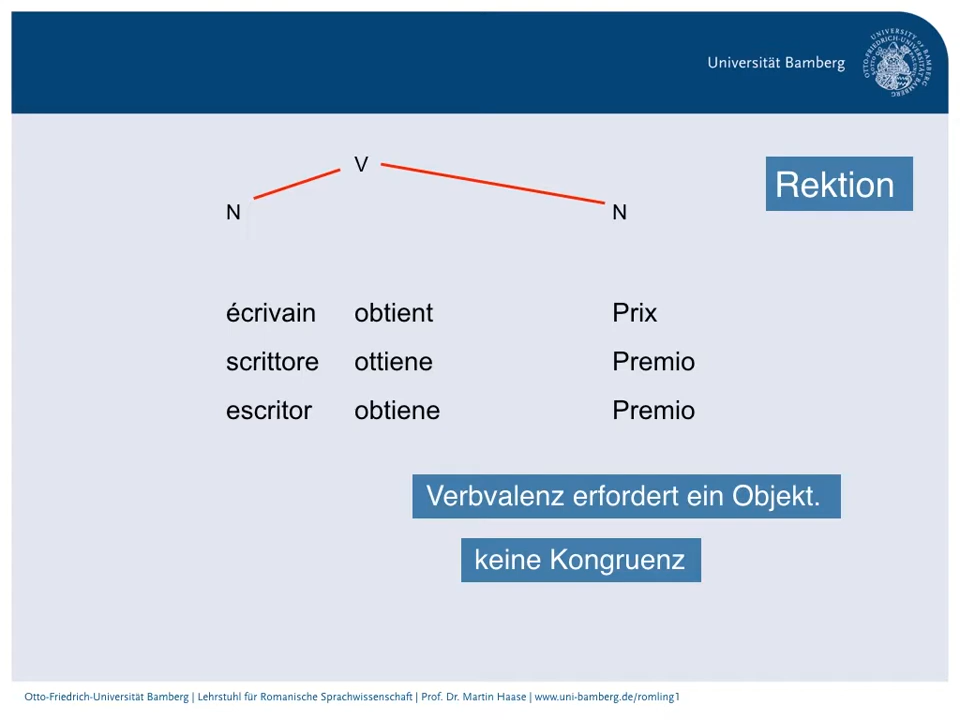 Universität Bamberg
V
N N
Rektion
écrivain obtient Prix
scrittore ottiene Premio
escritor obtiene Premio
Verbvalenz erfordert ein Objekt.
keine Kongruenz
Otto-Friedrich-Universität Bamberg | Lehrstuhl für Romanische Sprachwissenschaft | Prof. Dr. Martin Haase | www.uni-bamberg.de/romling1